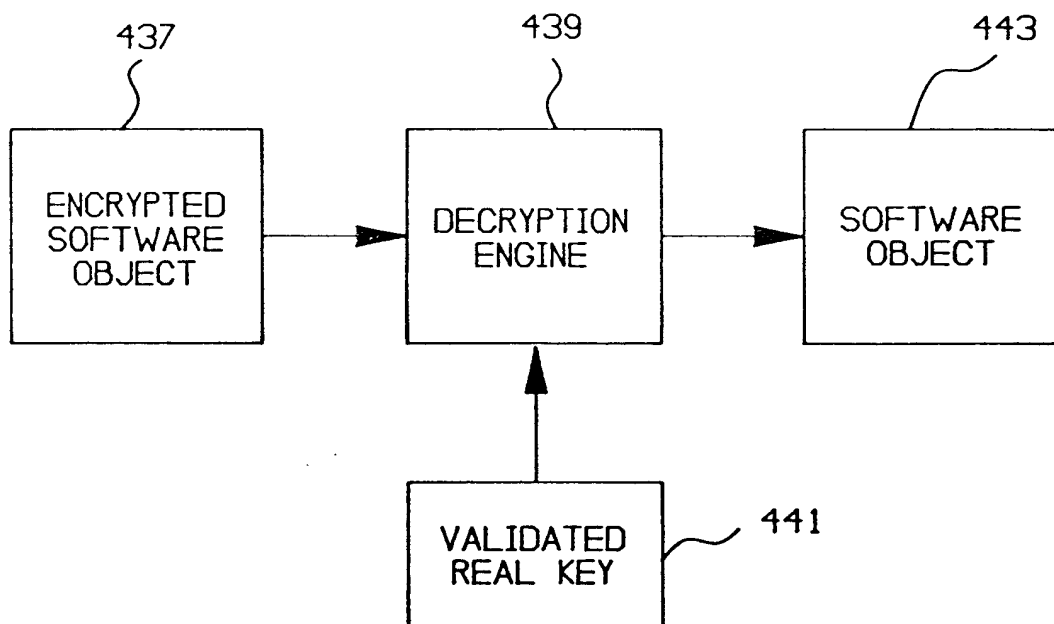 437
439
443
ENCRYPTED
SOFTWARE
OBJECT
DECRYPTION
ENGINE
SOFTWARE
OBJECT
VALIDATED
REAL KEY
441